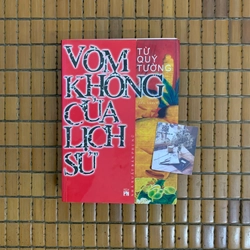 VÒM
KHÔNG
CỦA
LỊCH
SỬ
TỪ
QUÝ
TƯỜNG